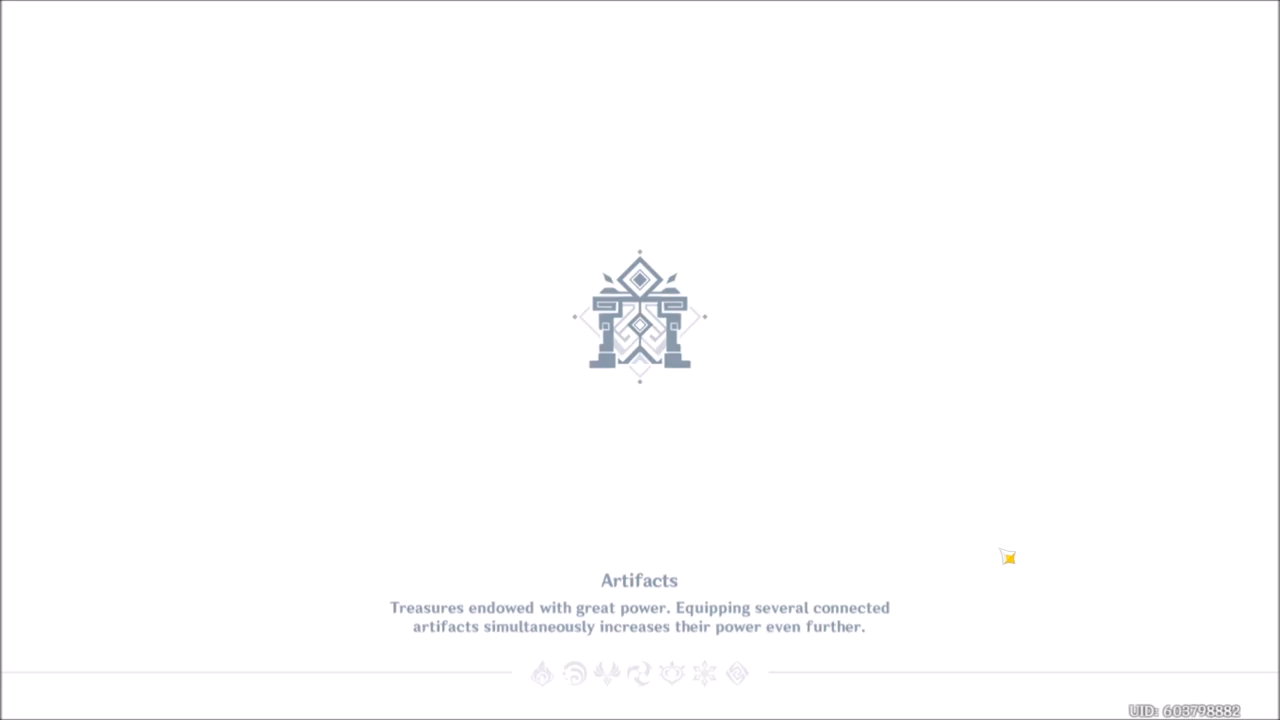 Artifacts
Treasures endowed with great power. Equipping several connected
artifacts simultaneously increases their power even further.
UID: 603798882